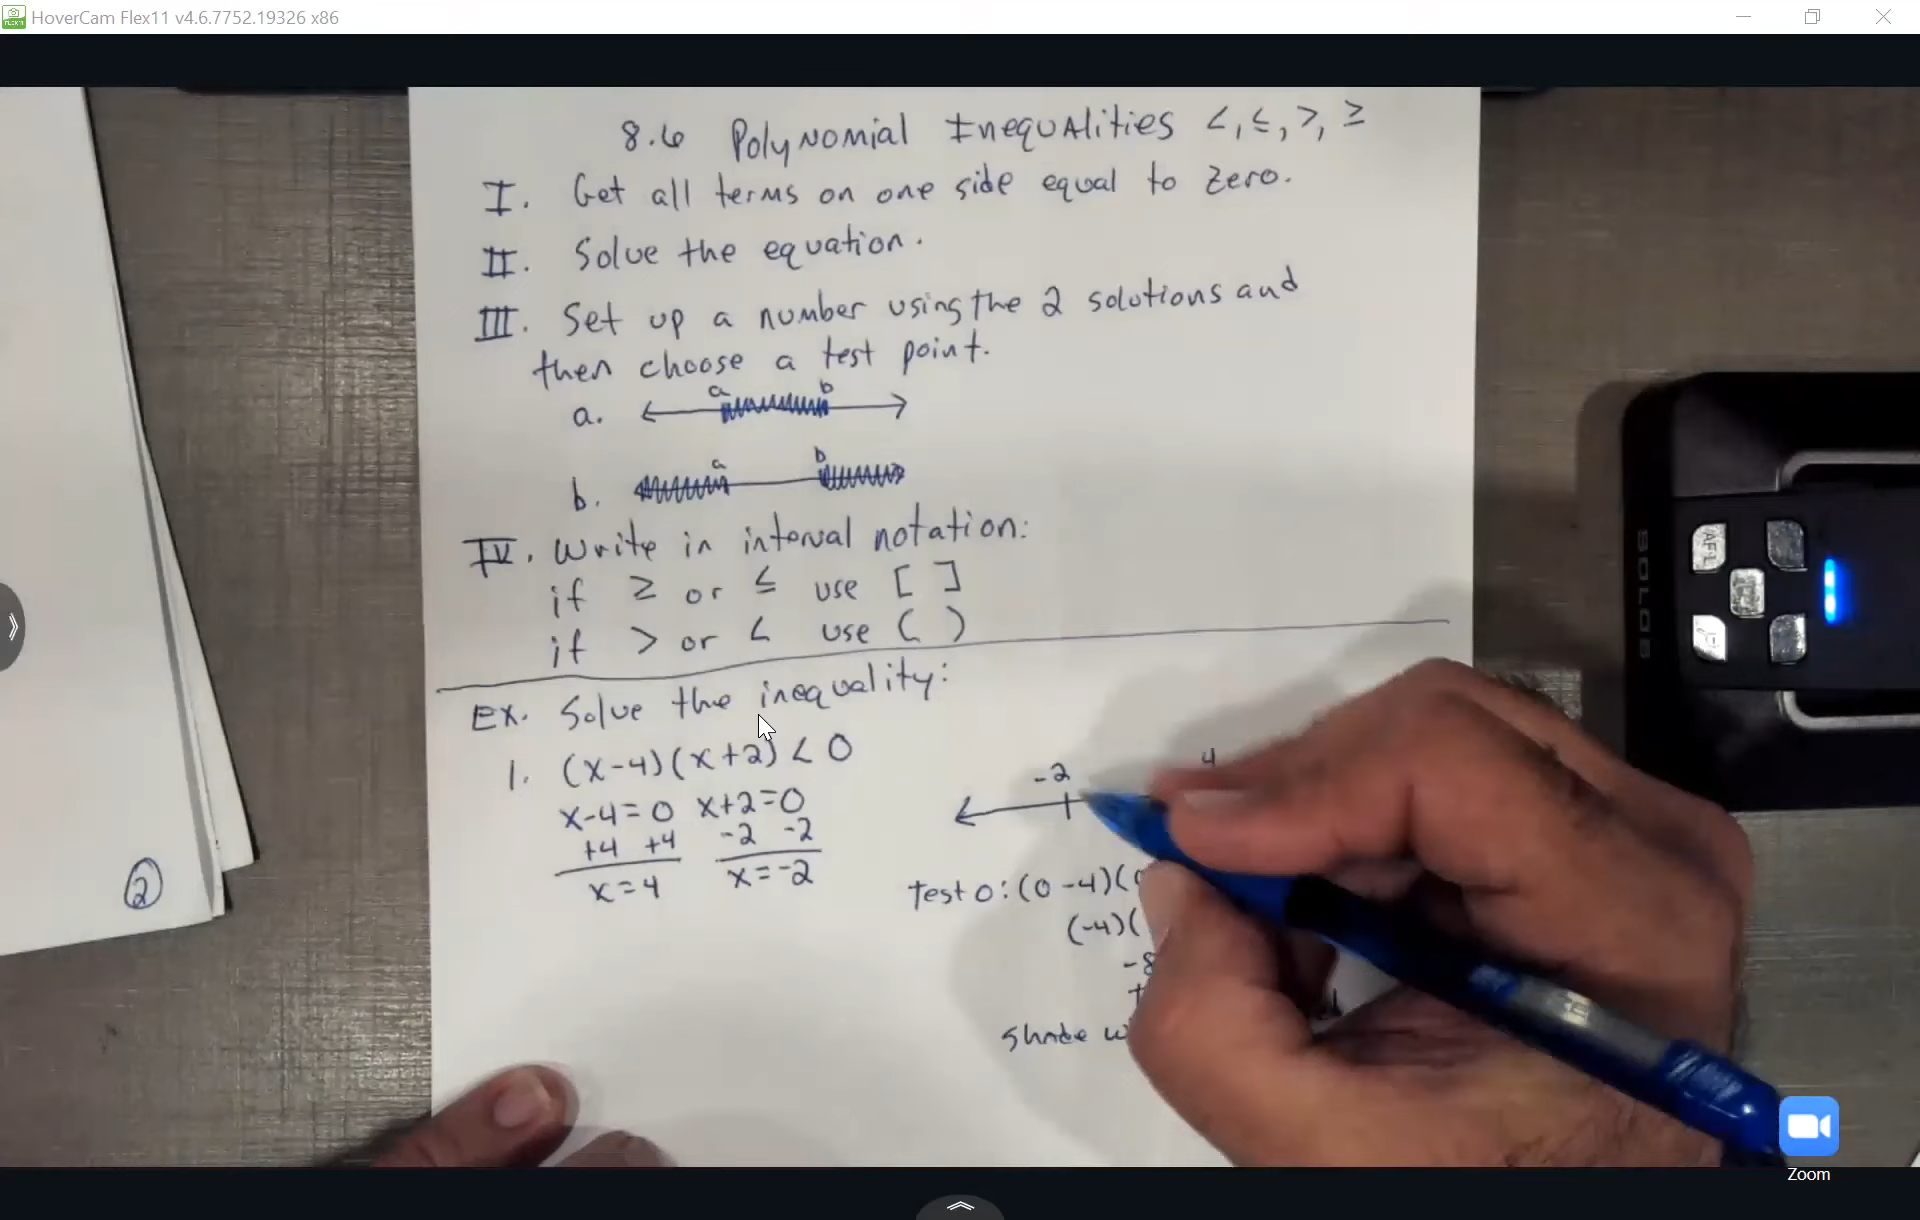 HoverCam Flex11 v4.6.7752.19326 x86
8.6 Polynomial Inequalities <, ≤, >, ≥
I. Get all terms on one side equal to zero.
II. Solve the equation.
III. Set up a number using the 2 solutions and
then choose a test point.
a b
a.
a b
b.
IV. Write in interval notation:
if ≥ or ≤ use [ ]
if > or < use ( )
Ex. Solve the inequality:
1. (x-4)(x+2) < 0
x-4=0 x+2=0
+4 +4 -2 -2
x=4 x=-2
-2 4
Test 0: (0-4)(
(-4)(
-8
shade
2
SOLOS
AF
Zoom